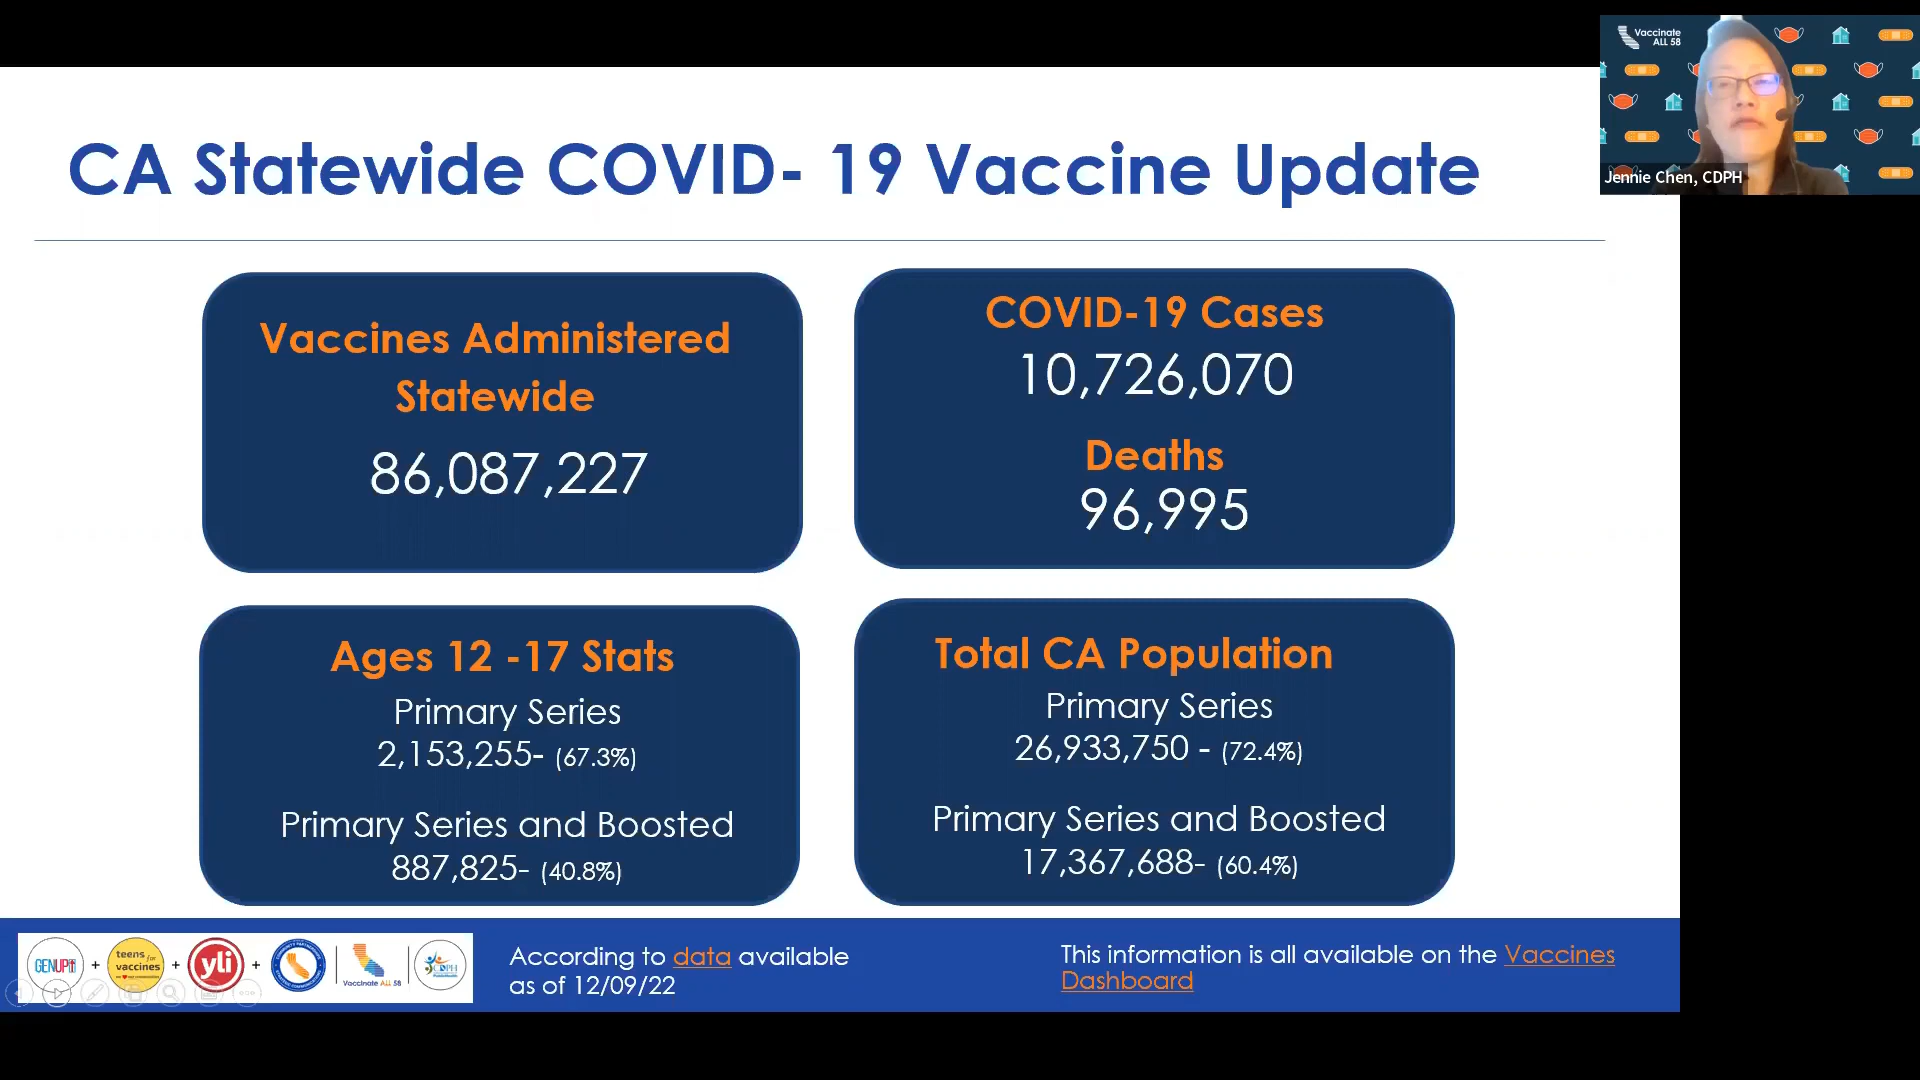 CA Statewide COVID- 19 Vaccine Update
Vaccinate
ALL 58
Jennie Chen, CDPH
Vaccines Administered
Statewide
86,087,227
COVID-19 Cases
10,726,070
Deaths
96,995
Ages 12 -17 Stats
Primary Series
2,153,255- (67.3%)
Primary Series and Boosted
887,825- (40.8%)
Total CA Population
Primary Series
26,933,750 - (72.4%)
Primary Series and Boosted
17,367,688- (60.4%)
GENUP
+
teens for
vaccines
+
yli
+
Vaccinate ALL 58
CDPH
According to data available
as of 12/09/22
This information is all available on the Vaccines
Dashboard